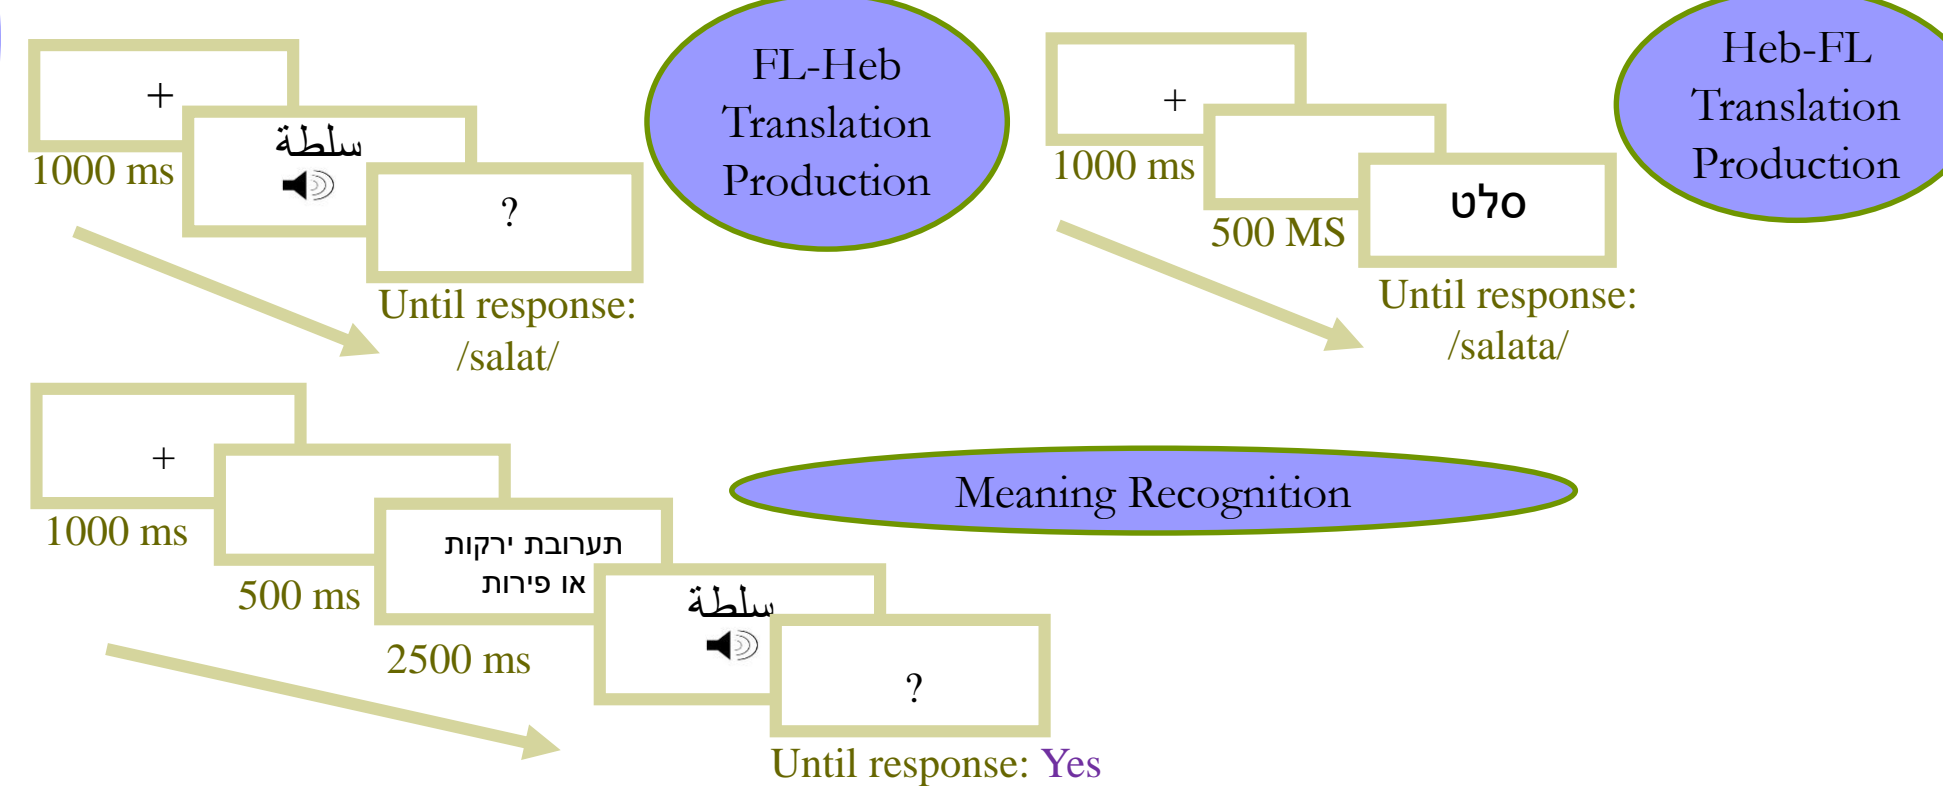 +
1000 ms
سلطة
?
Until response:
/salat/
FL-Heb
Translation
Production
+
1000 ms
500 MS
סלט
Until response:
/salata/
Heb-FL
Translation
Production
+
1000 ms
500 ms
תערובת ירקות
או פירות
2500 ms
سلطة
?
Until response: Yes
Meaning Recognition